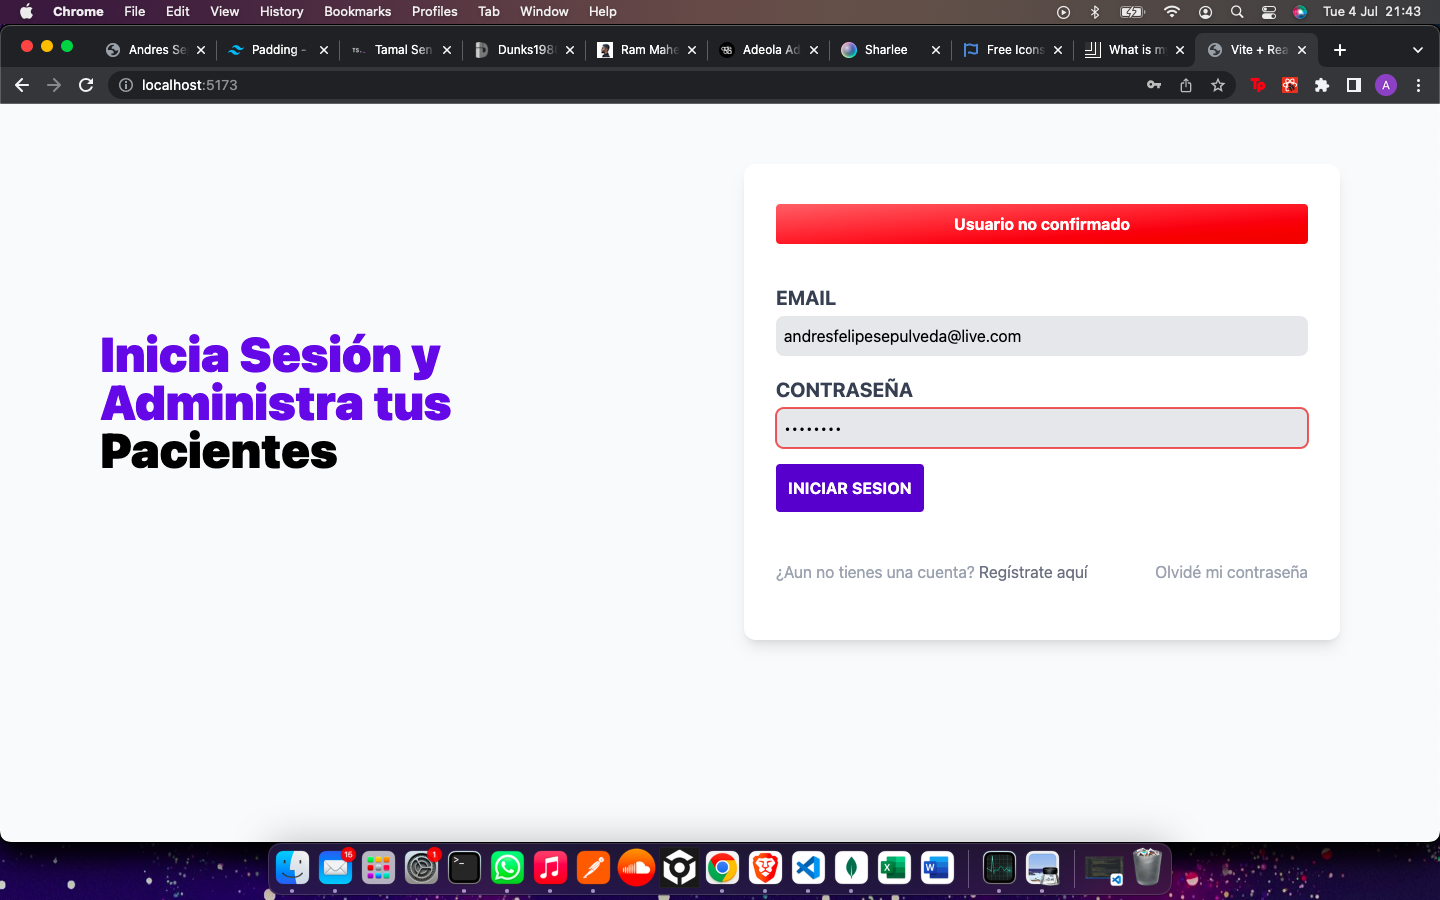 Chrome File Edit View History Bookmarks Profiles Tab Window Help Tue 4 Jul 21:43
Andres Se Padding - TS... Tamal Sen Dunks198 Ram Mahe Adeola Ad Sharlee Free Icons What is m Vite + Rea
localhost:5173 Tp A
Usuario no confirmado
EMAIL
andresfelipesepulveda@live.com
Inicia Sesión y
Administra tus
Pacientes
CONTRASEÑA
INICIAR SESION
¿Aun no tienes una cuenta? Regístrate aquí Olvidé mi contraseña
16 1